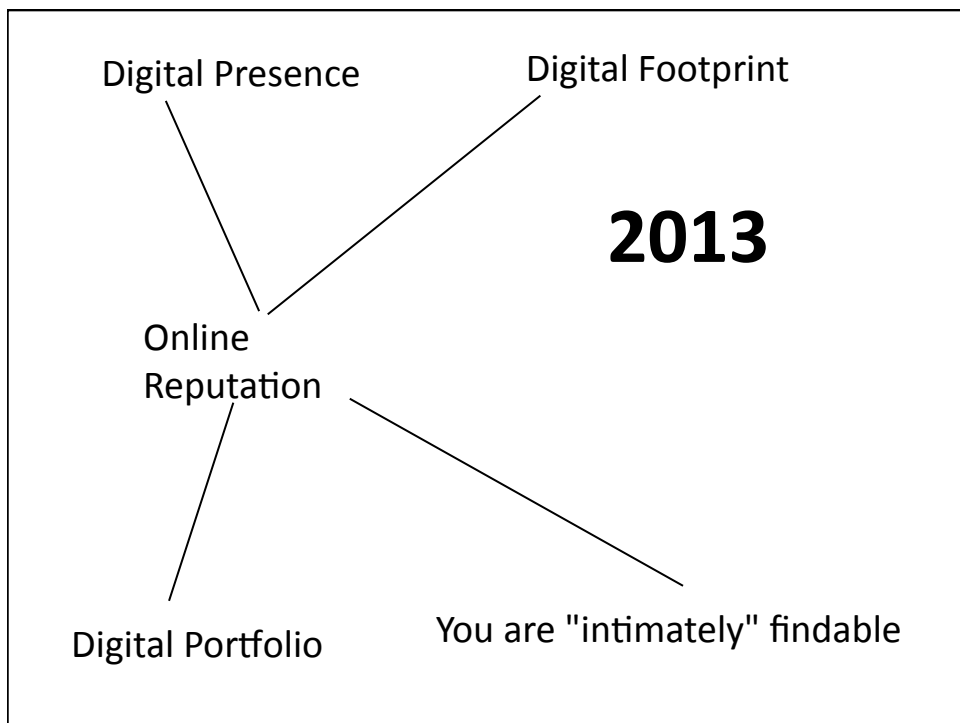 Digital Presence
Digital Footprint
2013
Online
Reputation
Digital Portfolio
You are "intimately" findable